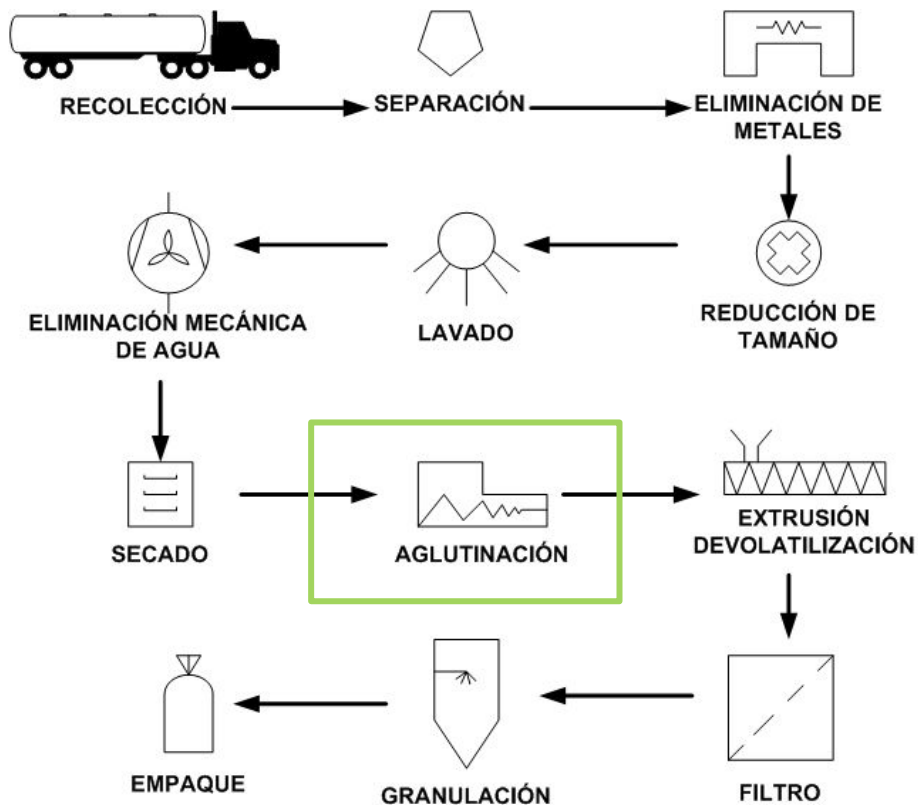 RECOLECCIÓN
SEPARACIÓN
ELIMINACIÓN DE
METALES
REDUCCIÓN DE
TAMAÑO
LAVADO
ELIMINACIÓN MECÁNICA
DE AGUA
SECADO
AGLUTINACIÓN
EXTRUSIÓN
DEVOLATILIZACIÓN
FILTRO
GRANULACIÓN
EMPAQUE